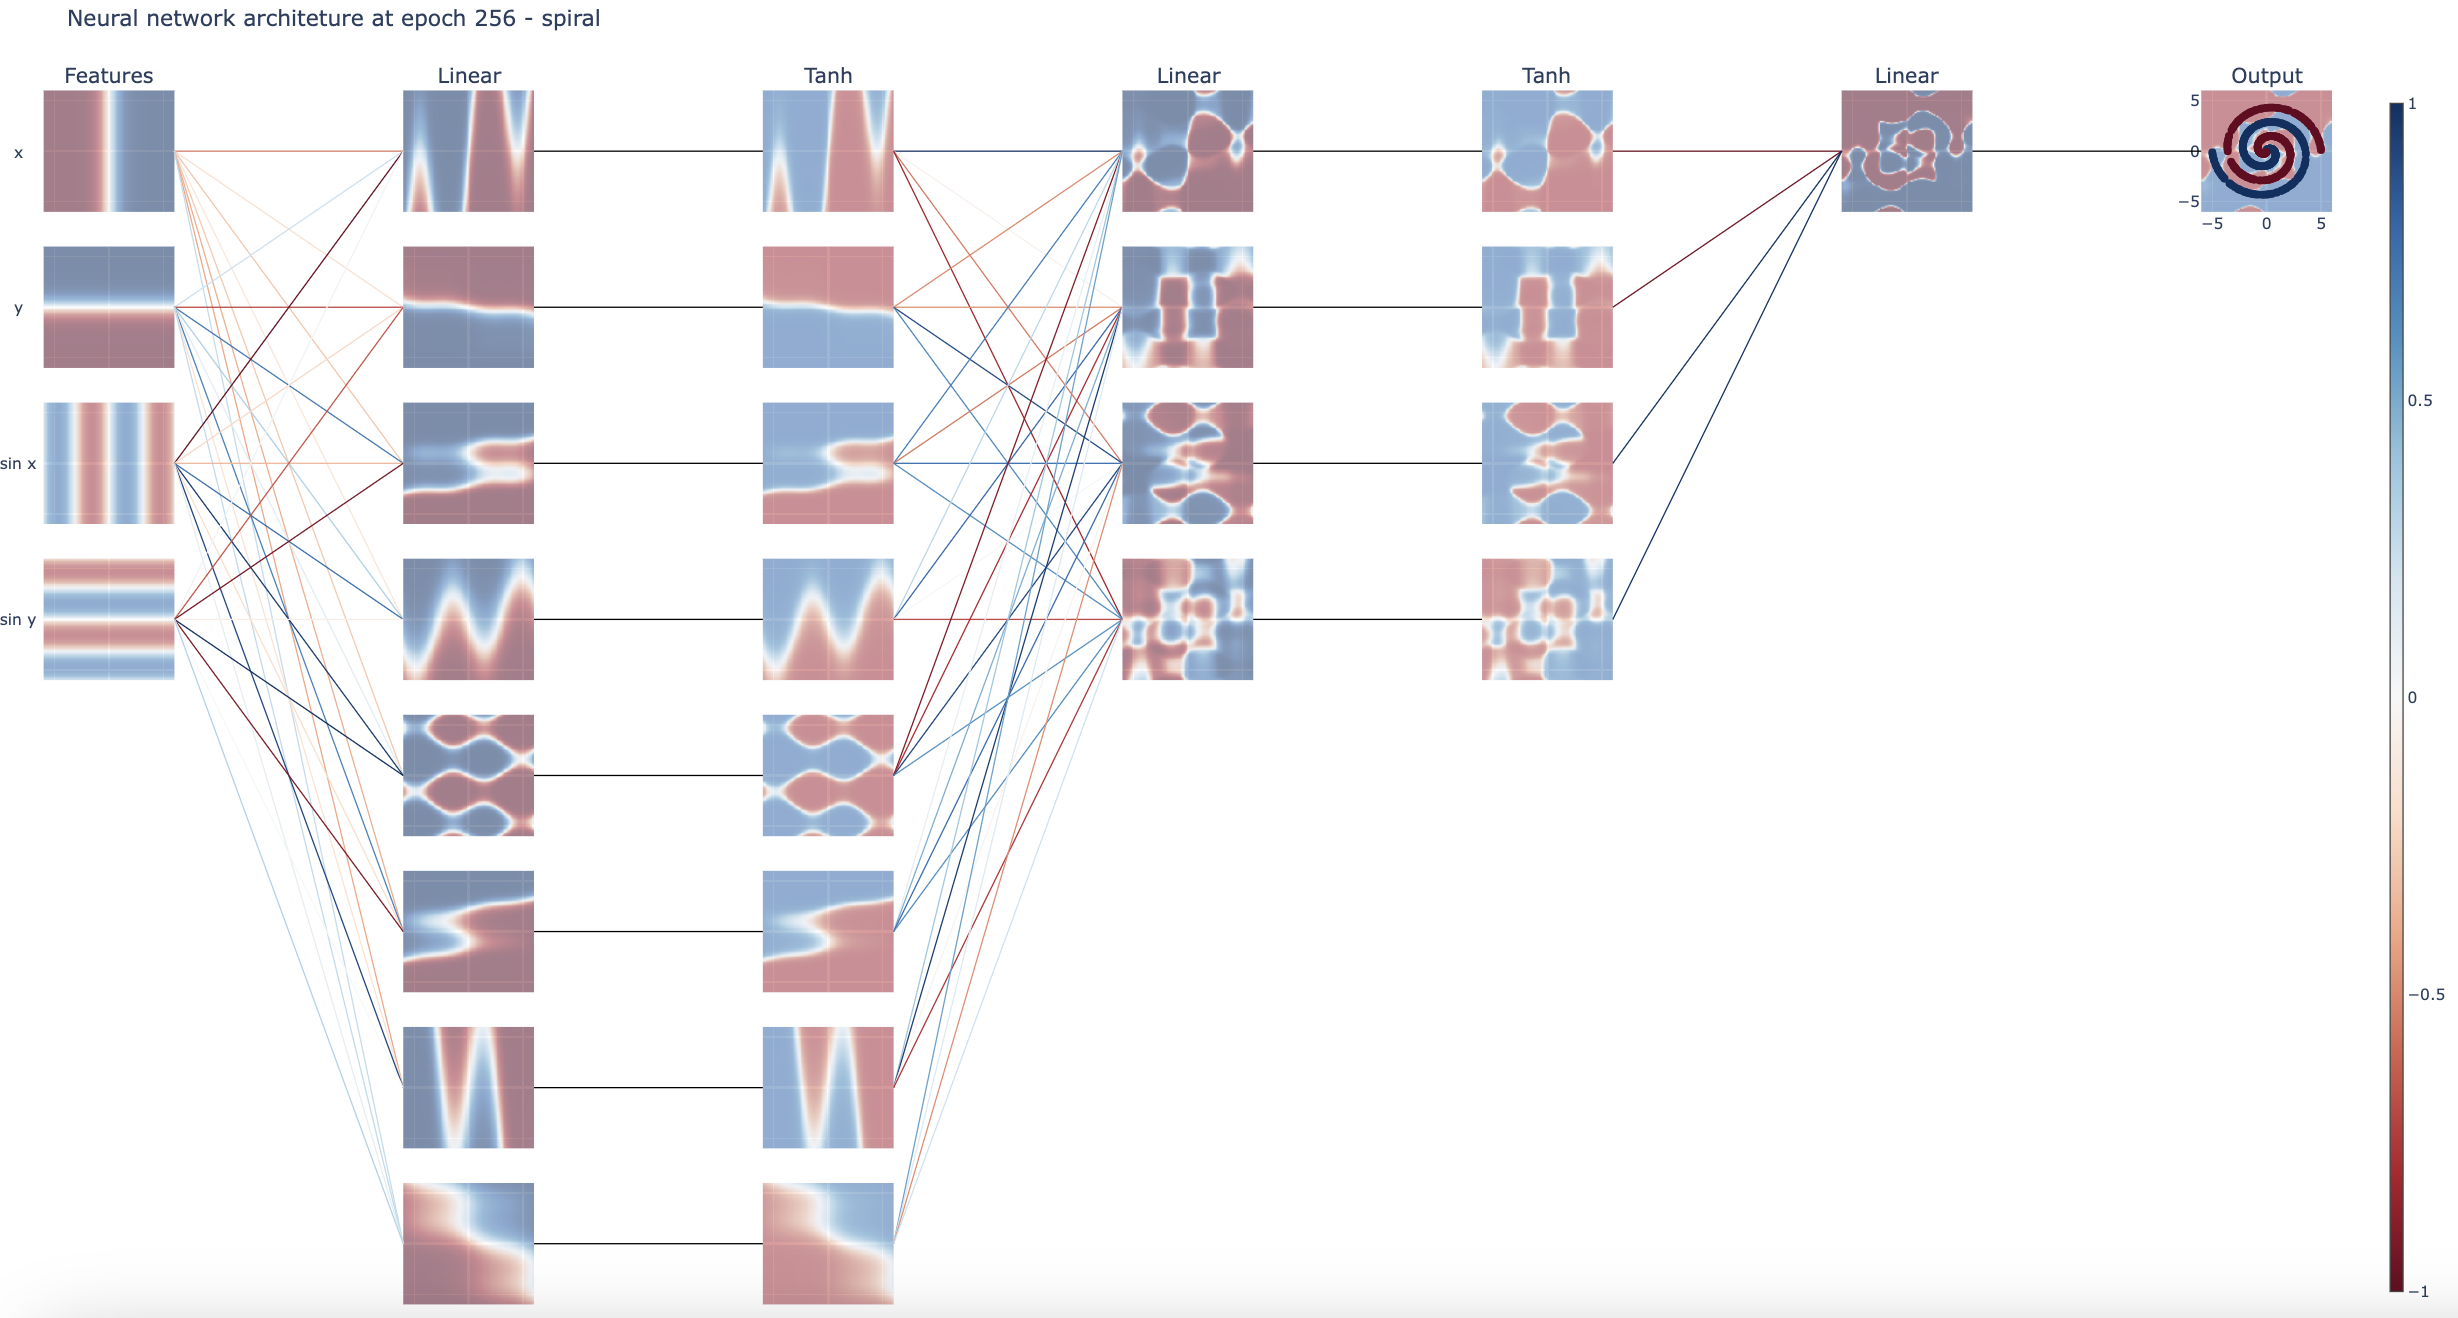 Neural network architeture at epoch 256 - spiral
Features
Linear
Tanh
Linear
Tanh
Linear
Output
x
y
sin x
sin y
5
0
−5
−5
0
5
1
0.5
0
−0.5
−1